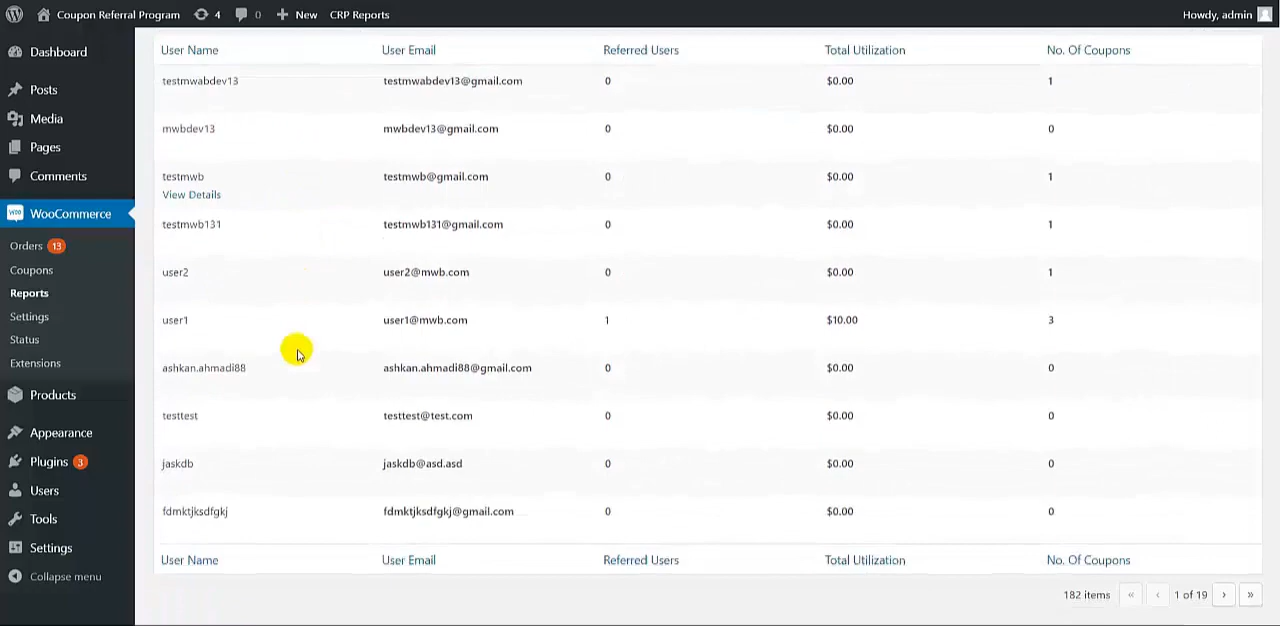 Coupon Referral Program 4 0 New CRP Reports Howdy, admin
Dashboard
Posts
Media
Pages
Comments
WooCommerce
Orders 13
Coupons
Reports
Settings
Status
Extensions
Products
Appearance
Plugins 3
Users
Tools
Settings
Collapse menu
User Name User Email Referred Users Total Utilization No. Of Coupons
testmwabdev13 testmwabdev13@gmail.com 0 $0.00 1
mwbdev13 mwbdev13@gmail.com 0 $0.00 0
testmwb testmwb@gmail.com 0 $0.00 1
View Details
testmwb131 testmwb131@gmail.com 0 $0.00 1
user2 user2@mwb.com 0 $0.00 1
user1 user1@mwb.com 1 $10.00 3
ashkan.ahmadi88 ashkan.ahmadi88@gmail.com 0 $0.00 0
testtest testtest@test.com 0 $0.00 0
jaskdb jaskdb@asd.asd 0 $0.00 0
fdmktjksdfgkj fdmktjksdfgkj@gmail.com 0 $0.00 0
User Name User Email Referred Users Total Utilization No. Of Coupons
182 items « ‹ 1 of 19 › »